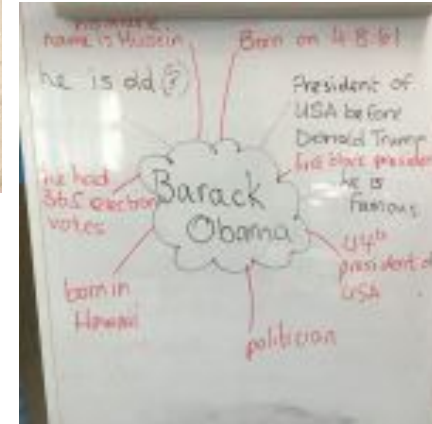 name is Hussein
Born on 4.8.61
he is old (?)
President of
USA before
Donald Trump
first black president
he is
famous
he had
365 election
votes
Barack
Obama
44th
president of
USA
born in
Hawaii
politician